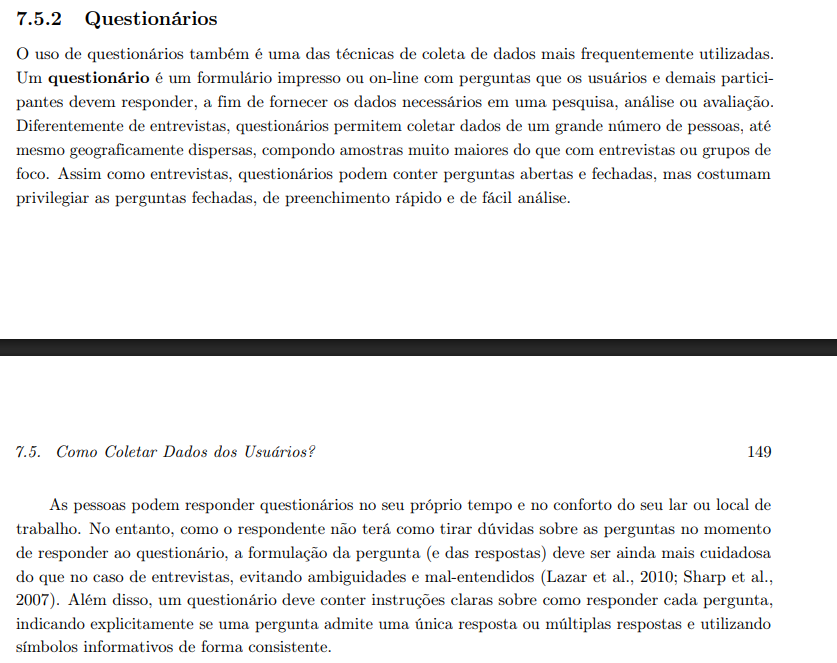 7.5.2 Questionários
O uso de questionários também é uma das técnicas de coleta de dados mais frequentemente utilizadas.
Um questionário é um formulário impresso ou on-line com perguntas que os usuários e demais partici-
pantes devem responder, a fim de fornecer os dados necessários em uma pesquisa, análise ou avaliação.
Diferentemente de entrevistas, questionários permitem coletar dados de um grande número de pessoas, até
mesmo geograficamente dispersas, compondo amostras muito maiores do que com entrevistas ou grupos de
foco. Assim como entrevistas, questionários podem conter perguntas abertas e fechadas, mas costumam
privilegiar as perguntas fechadas, de preenchimento rápido e de fácil análise.
7.5. Como Coletar Dados dos Usuários? 149
As pessoas podem responder questionários no seu próprio tempo e no conforto do seu lar ou local de
trabalho. No entanto, como o respondente não terá como tirar dúvidas sobre as perguntas no momento
de responder ao questionário, a formulação da pergunta (e das respostas) deve ser ainda mais cuidadosa
do que no caso de entrevistas, evitando ambiguidades e mal-entendidos (Lazar et al., 2010; Sharp et al.,
2007). Além disso, um questionário deve conter instruções claras sobre como responder cada pergunta,
indicando explicitamente se uma pergunta admite uma única resposta ou múltiplas respostas e utilizando
símbolos informativos de forma consistente.